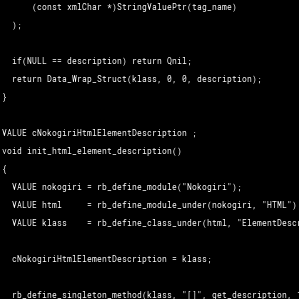 (const xmlChar *)StringValuePtr(tag_name)
);
if(NULL == description) return Qnil;
return Data_Wrap_Struct(klass, 0, 0, description);
}
VALUE cNokogiriHtmlElementDescription ;
void init_html_element_description()
{
VALUE nokogiri = rb_define_module("Nokogiri");
VALUE html = rb_define_module_under(nokogiri, "HTML")
VALUE klass = rb_define_class_under(html, "ElementDescr
cNokogiriHtmlElementDescription = klass;
rb_define_singleton_method(klass, "[]", get_description,